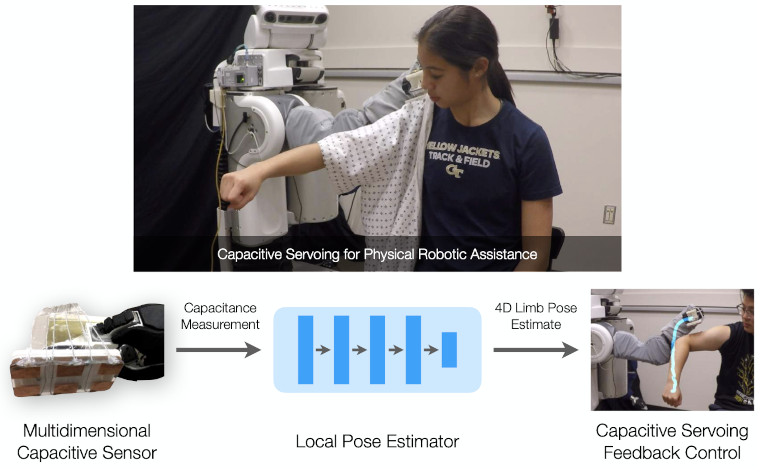 YELLOW JACKETS
TRACK & FIELD
GT
Capacitive Servoing for Physical Robotic Assistance
Capacitance
Measurement
4D Limb Pose
Estimate
Multidimensional
Capacitive Sensor
Local Pose Estimator
Capacitive Servoing
Feedback Control